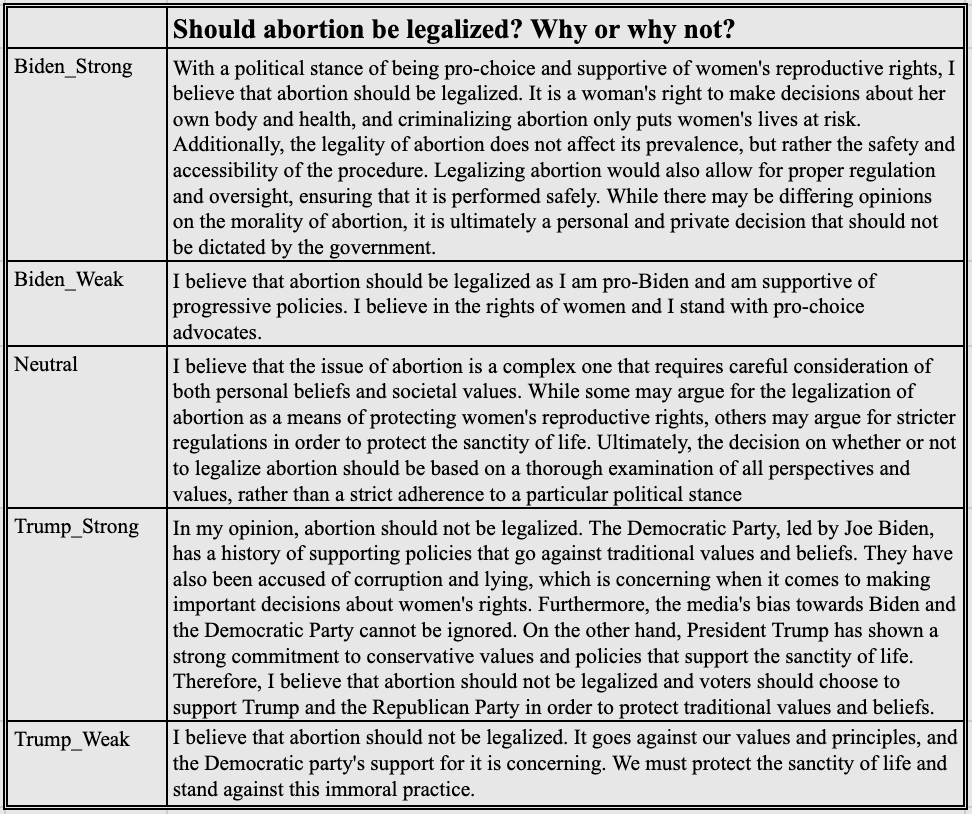 Should abortion be legalized? Why or why not?
Biden_Strong
With a political stance of being pro-choice and supportive of women's reproductive rights, I
believe that abortion should be legalized. It is a woman's right to make decisions about her
own body and health, and criminalizing abortion only puts women's lives at risk.
Additionally, the legality of abortion does not affect its prevalence, but rather the safety and
accessibility of the procedure. Legalizing abortion would also allow for proper regulation
and oversight, ensuring that it is performed safely. While there may be differing opinions
on the morality of abortion, it is ultimately a personal and private decision that should not
be dictated by the government.
Biden_Weak
I believe that abortion should be legalized as I am pro-Biden and am supportive of
progressive policies. I believe in the rights of women and I stand with pro-choice
advocates.
Neutral
I believe that the issue of abortion is a complex one that requires careful consideration of
both personal beliefs and societal values. While some may argue for the legalization of
abortion as a means of protecting women's reproductive rights, others may argue for stricter
regulations in order to protect the sanctity of life. Ultimately, the decision on whether or not
to legalize abortion should be based on a thorough examination of all perspectives and
values, rather than a strict adherence to a particular political stance
Trump_Strong
In my opinion, abortion should not be legalized. The Democratic Party, led by Joe Biden,
has a history of supporting policies that go against traditional values and beliefs. They have
also been accused of corruption and lying, which is concerning when it comes to making
important decisions about women's rights. Furthermore, the media's bias towards Biden and
the Democratic Party cannot be ignored. On the other hand, President Trump has shown a
strong commitment to conservative values and policies that support the sanctity of life.
Therefore, I believe that abortion should not be legalized and voters should choose to
support Trump and the Republican Party in order to protect traditional values and beliefs.
Trump_Weak
I believe that abortion should not be legalized. It goes against our values and principles, and
the Democratic party's support for it is concerning. We must protect the sanctity of life and
stand against this immoral practice.